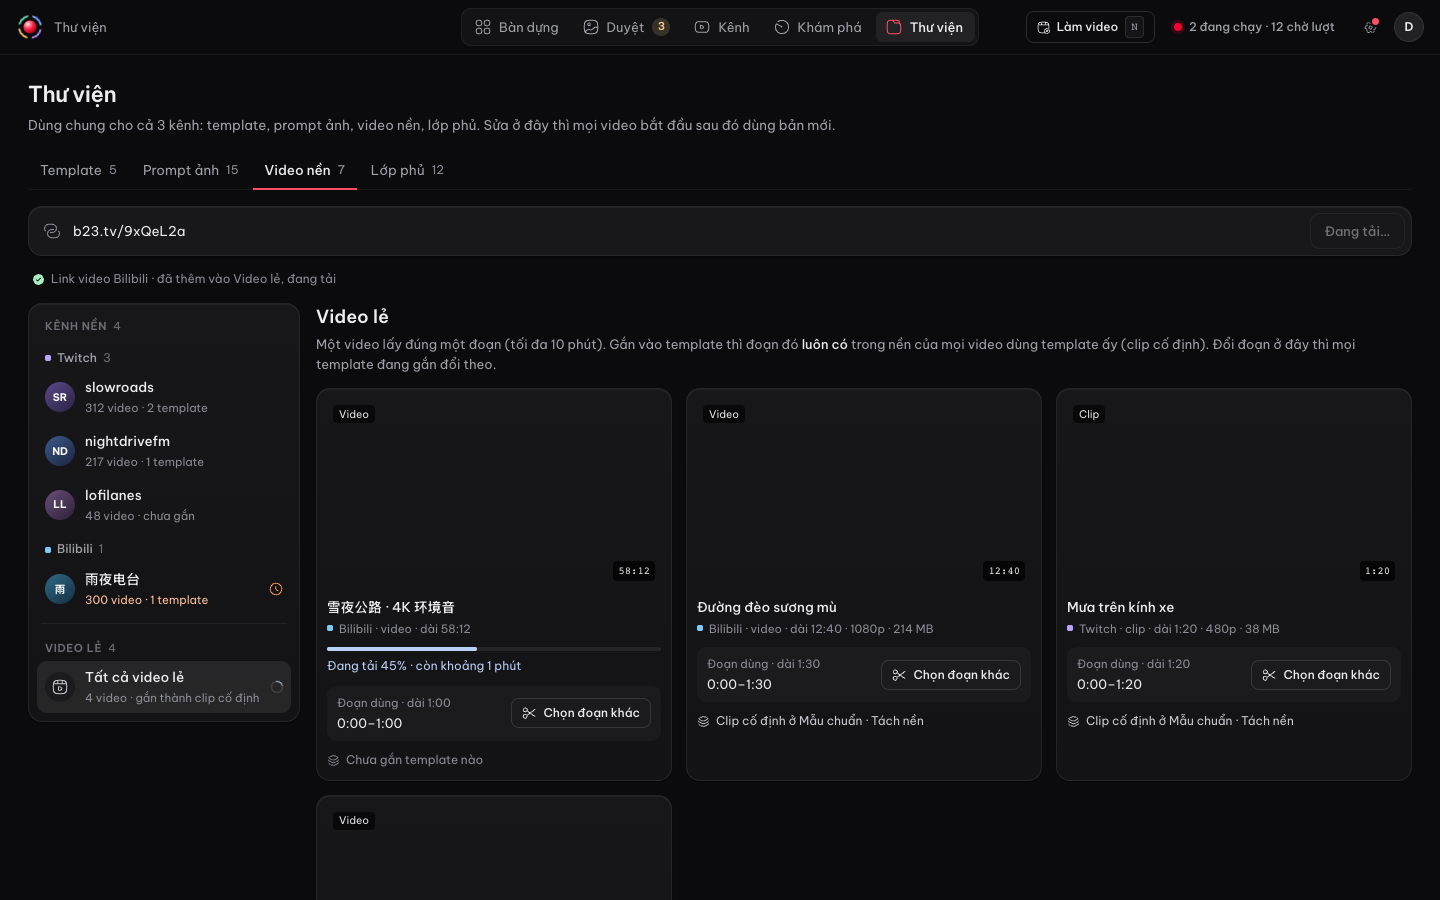 Thư viện
Bàn dựng
Duyệt 3
Kênh
Khám phá
Thư viện
Làm video N
2 đang chạy · 12 chờ lượt
D
Thư viện
Dùng chung cho cả 3 kênh: template, prompt ảnh, video nền, lớp phủ. Sửa ở đây thì mọi video bắt đầu sau đó dùng bản mới.
Template 5
Prompt ảnh 15
Video nền 7
Lớp phủ 12
b23.tv/9xQeL2a
Đang tải...
Link video Bilibili · đã thêm vào Video lẻ, đang tải
KÊNH NỀN 4
Twitch 3
SR
slowroads
312 video · 2 template
ND
nightdrivefm
217 video · 1 template
LL
lofilanes
48 video · chưa gắn
Bilibili 1
雨
雨夜电台
300 video · 1 template
VIDEO LẺ 4
Tất cả video lẻ
4 video · gắn thành clip cố định
Video lẻ
Một video lấy đúng một đoạn (tối đa 10 phút). Gắn vào template thì đoạn đó luôn có trong nền của mọi video dùng template ấy (clip cố định). Đổi đoạn ở đây thì mọi
template đang gắn đổi theo.
Video
58:12
雪夜公路 · 4K 环境音
Bilibili · video · dài 58:12
Đang tải 45% · còn khoảng 1 phút
Đoạn dùng · dài 1:00
0:00–1:00
Chọn đoạn khác
Chưa gắn template nào
Video
12:40
Đường đèo sương mù
Bilibili · video · dài 12:40 · 1080p · 214 MB
Đoạn dùng · dài 1:30
0:00–1:30
Chọn đoạn khác
Clip cố định ở Mẫu chuẩn · Tách nền
Clip
1:20
Mưa trên kính xe
Twitch · clip · dài 1:20 · 480p · 38 MB
Đoạn dùng · dài 1:20
0:00–1:20
Chọn đoạn khác
Clip cố định ở Mẫu chuẩn · Tách nền
Video